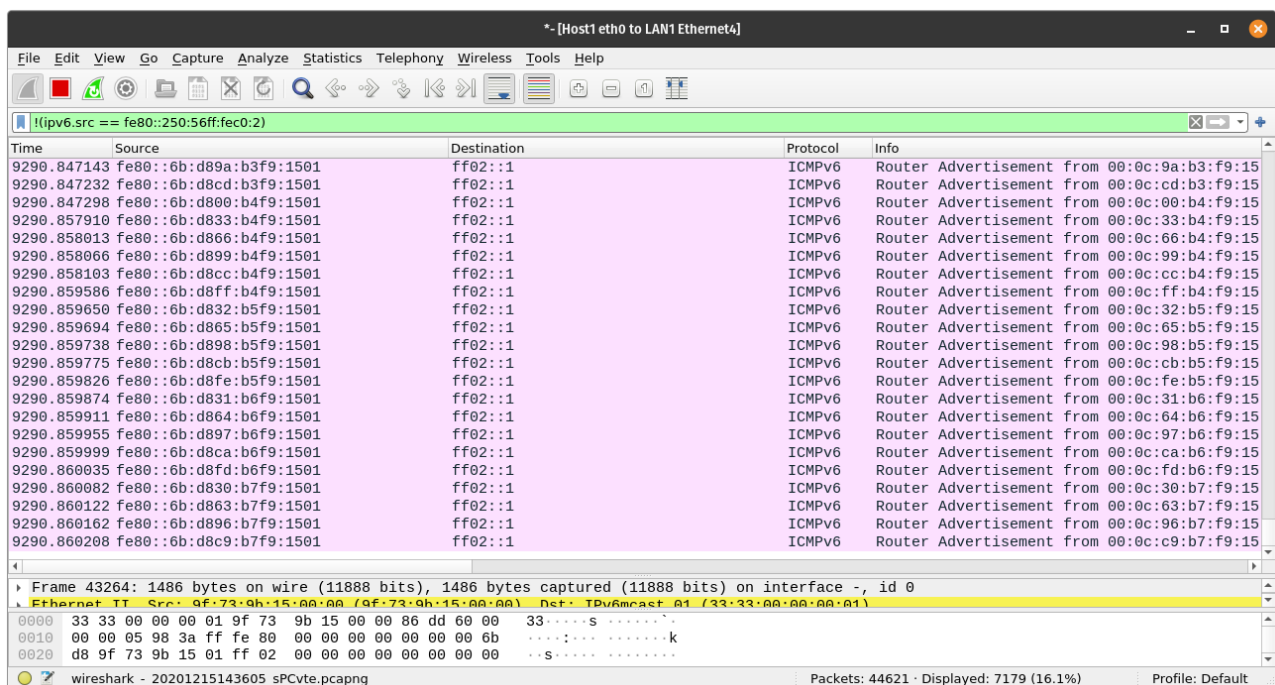 *- [Host1 eth0 to LAN1 Ethernet4]
File Edit View Go Capture Analyze Statistics Telephony Wireless Tools Help
!(ipv6.src == fe80::250:56ff:fec0:2)
Time Source Destination Protocol Info
9290.847143 fe80::6b:d89a:b3f9:1501 ff02::1 ICMPv6 Router Advertisement from 00:0c:9a:b3:f9:15
9290.847232 fe80::6b:d8cd:b3f9:1501 ff02::1 ICMPv6 Router Advertisement from 00:0c:cd:b3:f9:15
9290.847298 fe80::6b:d800:b4f9:1501 ff02::1 ICMPv6 Router Advertisement from 00:0c:00:b4:f9:15
9290.857910 fe80::6b:d833:b4f9:1501 ff02::1 ICMPv6 Router Advertisement from 00:0c:33:b4:f9:15
9290.858013 fe80::6b:d866:b4f9:1501 ff02::1 ICMPv6 Router Advertisement from 00:0c:66:b4:f9:15
9290.858066 fe80::6b:d899:b4f9:1501 ff02::1 ICMPv6 Router Advertisement from 00:0c:99:b4:f9:15
9290.858103 fe80::6b:d8cc:b4f9:1501 ff02::1 ICMPv6 Router Advertisement from 00:0c:cc:b4:f9:15
9290.859586 fe80::6b:d8ff:b4f9:1501 ff02::1 ICMPv6 Router Advertisement from 00:0c:ff:b4:f9:15
9290.859650 fe80::6b:d832:b5f9:1501 ff02::1 ICMPv6 Router Advertisement from 00:0c:32:b5:f9:15
9290.859694 fe80::6b:d865:b5f9:1501 ff02::1 ICMPv6 Router Advertisement from 00:0c:65:b5:f9:15
9290.859738 fe80::6b:d898:b5f9:1501 ff02::1 ICMPv6 Router Advertisement from 00:0c:98:b5:f9:15
9290.859775 fe80::6b:d8cb:b5f9:1501 ff02::1 ICMPv6 Router Advertisement from 00:0c:cb:b5:f9:15
9290.859826 fe80::6b:d8fe:b5f9:1501 ff02::1 ICMPv6 Router Advertisement from 00:0c:fe:b5:f9:15
9290.859874 fe80::6b:d831:b6f9:1501 ff02::1 ICMPv6 Router Advertisement from 00:0c:31:b6:f9:15
9290.859911 fe80::6b:d864:b6f9:1501 ff02::1 ICMPv6 Router Advertisement from 00:0c:64:b6:f9:15
9290.859955 fe80::6b:d897:b6f9:1501 ff02::1 ICMPv6 Router Advertisement from 00:0c:97:b6:f9:15
9290.859999 fe80::6b:d8ca:b6f9:1501 ff02::1 ICMPv6 Router Advertisement from 00:0c:ca:b6:f9:15
9290.860035 fe80::6b:d8fd:b6f9:1501 ff02::1 ICMPv6 Router Advertisement from 00:0c:fd:b6:f9:15
9290.860082 fe80::6b:d830:b7f9:1501 ff02::1 ICMPv6 Router Advertisement from 00:0c:30:b7:f9:15
9290.860122 fe80::6b:d863:b7f9:1501 ff02::1 ICMPv6 Router Advertisement from 00:0c:63:b7:f9:15
9290.860162 fe80::6b:d896:b7f9:1501 ff02::1 ICMPv6 Router Advertisement from 00:0c:96:b7:f9:15
9290.860208 fe80::6b:d8c9:b7f9:1501 ff02::1 ICMPv6 Router Advertisement from 00:0c:c9:b7:f9:15
Frame 43264: 1486 bytes on wire (11888 bits), 1486 bytes captured (11888 bits) on interface -, id 0
Ethernet II, Src: 9f:73:9b:15:00:00 (9f:73:9b:15:00:00), Dst: IPv6mcast_01 (33:33:00:00:00:01)
0000 33 33 00 00 00 01 9f 73 9b 15 00 00 86 dd 60 00 33·····s ······`·
0010 00 00 05 98 3a ff fe 80 00 00 00 00 00 00 00 6b ····:··· ·······k
0020 d8 9f 73 9b 15 01 ff 02 00 00 00 00 00 00 00 00 ··s····· ········
wireshark_-_20201215143605_sPCvte.pcapng Packets: 44621 · Displayed: 7179 (16.1%) Profile: Default